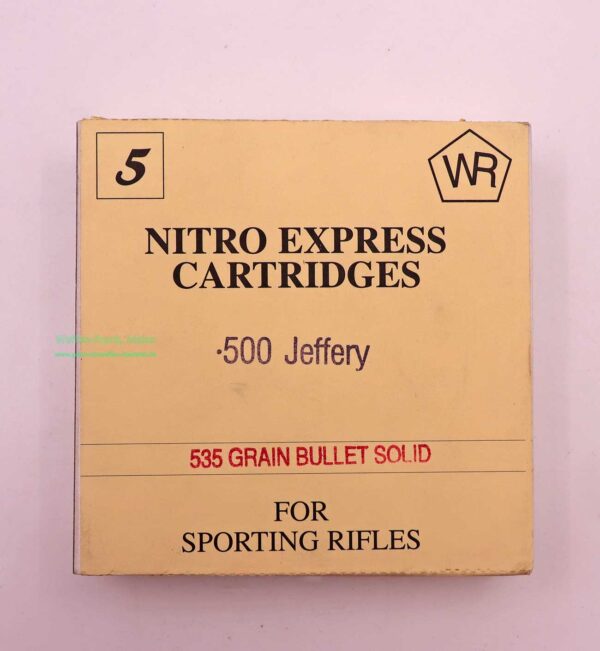 5
WR
NITRO EXPRESS
CARTRIDGES
.500 Jeffery
535 GRAIN BULLET SOLID
FOR
SPORTING RIFLES